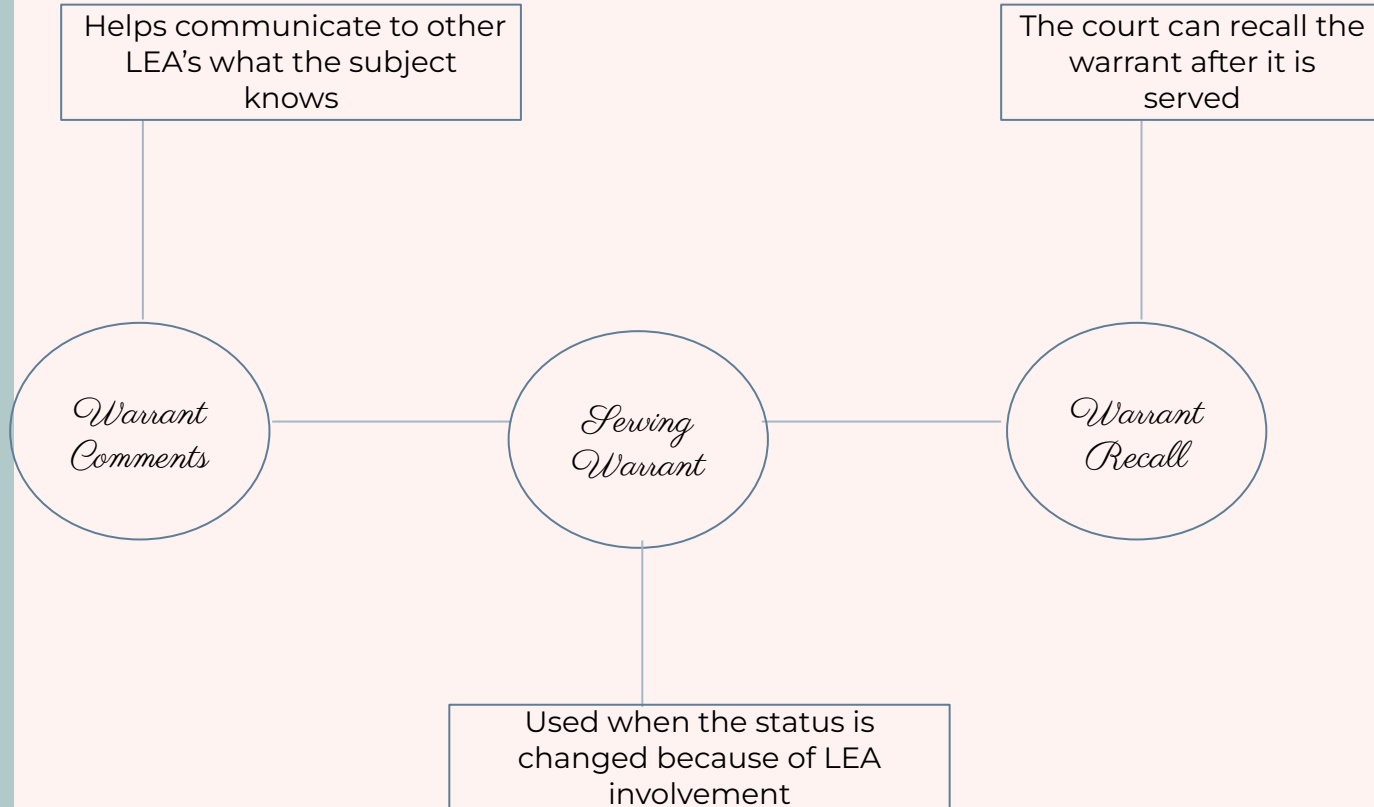 Helps communicate to other
LEA’s what the subject
knows
The court can recall the
warrant after it is
served
Warrant
Comments
Serving
Warrant
Warrant
Recall
Used when the status is
changed because of LEA
involvement